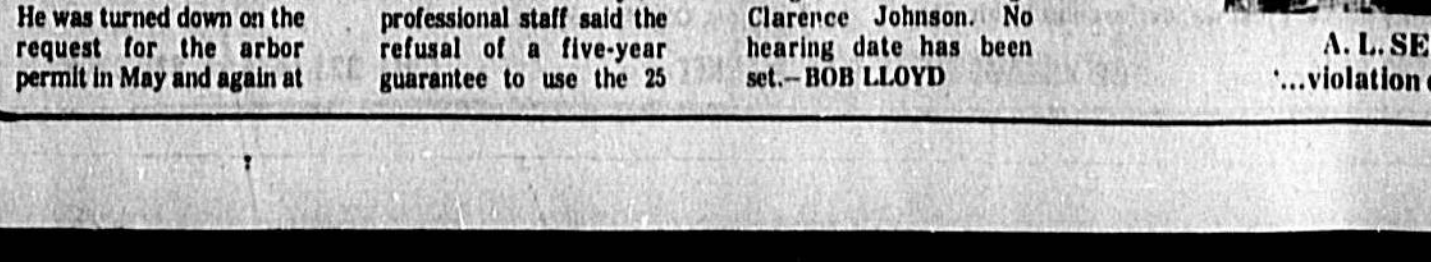 He was turned down on the
request for the arbor
permit in May and again at
professional staff said the
refusal of a five-year
guarantee to use the 25
Clarence Johnson. No
hearing date has been
set.—BOB LLOYD
A. L. SE
'...violation